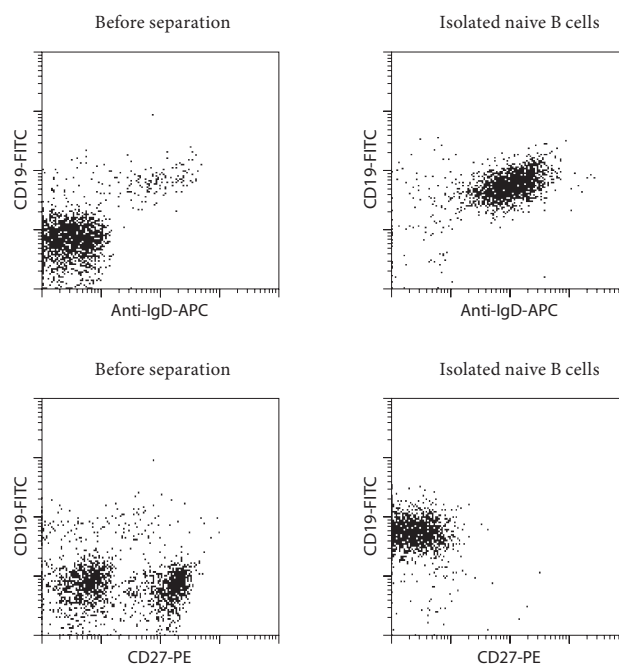 Before separation
Isolated naive B cells
CD19-FITC
CD19-FITC
Anti-IgD-APC
Anti-IgD-APC
Before separation
Isolated naive B cells
CD19-FITC
CD19-FITC
CD27-PE
CD27-PE